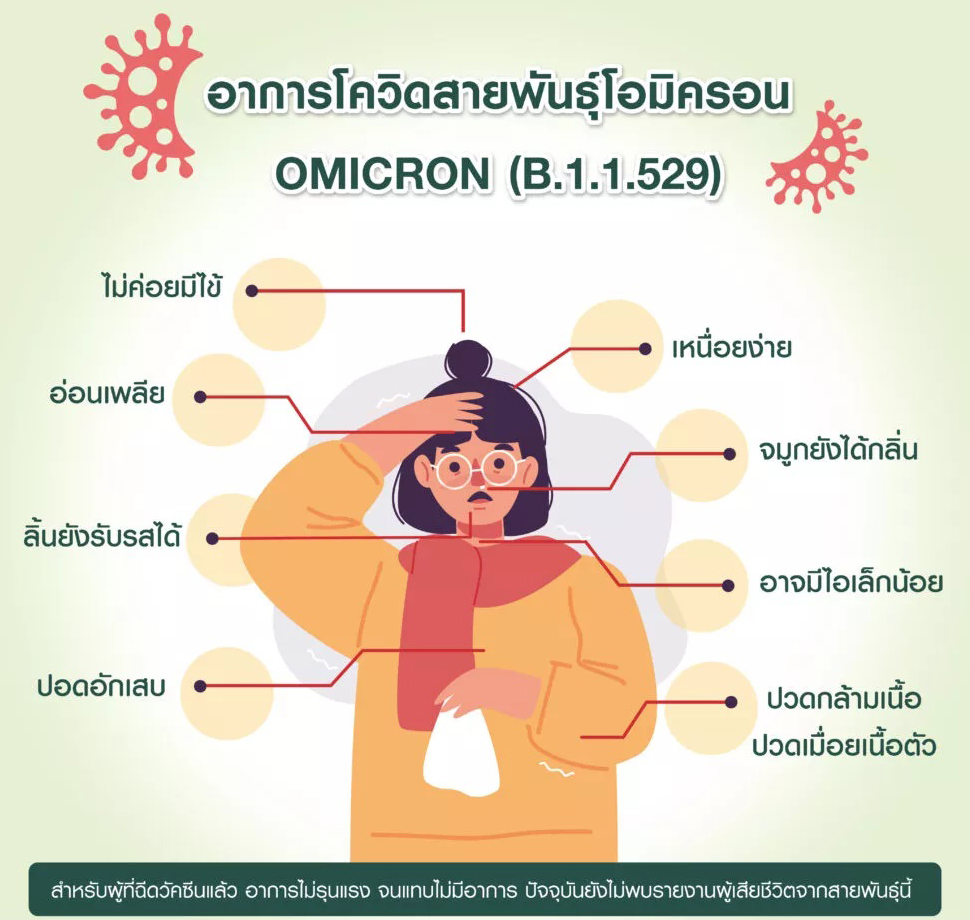 อาการโควิดสายพันธุ์โอมิครอน
OMICRON (B.1.1.529)
ไม่ค่อยมีไข้
เหนื่อยง่าย
อ่อนเพลีย
จมูกยังได้กลิ่น
ลิ้นยังรับรสได้
อาจมีไอเล็กน้อย
ปอดอักเสบ
ปวดกล้ามเนื้อ
ปวดเมื่อยเนื้อตัว
สำหรับผู้ที่ฉีดวัคซีนแล้ว อาการไม่รุนแรง จนแทบไม่มีอาการ ปัจจุบันยังไม่พบรายงานผู้เสียชีวิตจากสายพันธุ์นี้